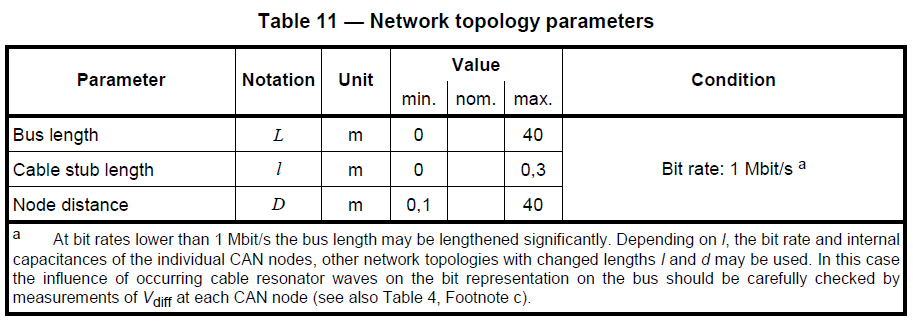 Table 11 — Network topology parameters
Parameter Notation Unit Value Condition
min. nom. max.
Bus length L m 0 40
Cable stub length l m 0 0,3 Bit rate: 1 Mbit/s a
Node distance D m 0,1 40
a At bit rates lower than 1 Mbit/s the bus length may be lengthened significantly. Depending on l, the bit rate and internal
capacitances of the individual CAN nodes, other network topologies with changed lengths l and d may be used. In this case
the influence of occurring cable resonator waves on the bit representation on the bus should be carefully checked by
measurements of Vdiff at each CAN node (see also Table 4, Footnote c).